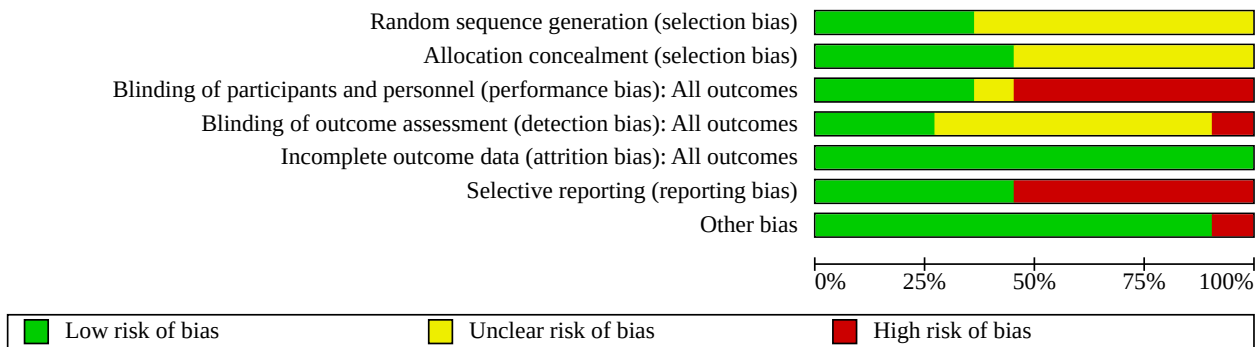 Random sequence generation (selection bias)
Allocation concealment (selection bias)
Blinding of participants and personnel (performance bias): All outcomes
Blinding of outcome assessment (detection bias): All outcomes
Incomplete outcome data (attrition bias): All outcomes
Selective reporting (reporting bias)
Other bias
0% 25% 50% 75% 100%
Low risk of bias Unclear risk of bias High risk of bias